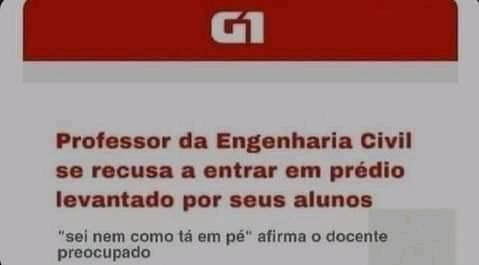 G1
Professor da Engenharia Civil
se recusa a entrar em prédio
levantado por seus alunos
"sei nem como tá em pé" afirma o docente
preocupado